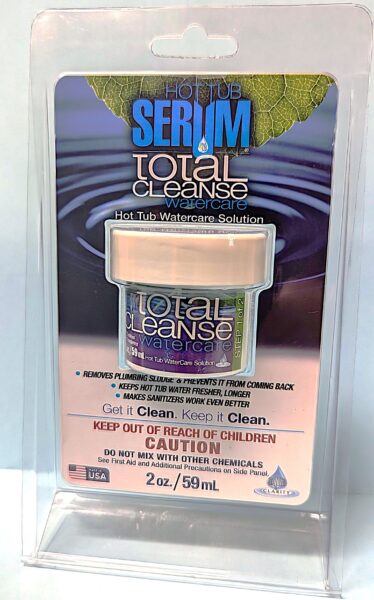 HOT TUB
SERUM
TOTAL
CLEANSE
watercare
Hot Tub Watercare Solution
TOTAL
CLEANSE
watercare
/59mL
Hot Tub WaterCare Solution
STEP 1 of 2
• REMOVES PLUMBING SLUDGE & PREVENTS IT FROM COMING BACK
• KEEPS HOT TUB WATER FRESHER, LONGER
• MAKES SANITIZERS WORK EVEN BETTER
Get it Clean. Keep it Clean.
KEEP OUT OF REACH OF CHILDREN
CAUTION
DO NOT MIX WITH OTHER CHEMICALS
See First Aid and Additional Precautions on Side Panel
USA
2 oz./59mL
CLARITY